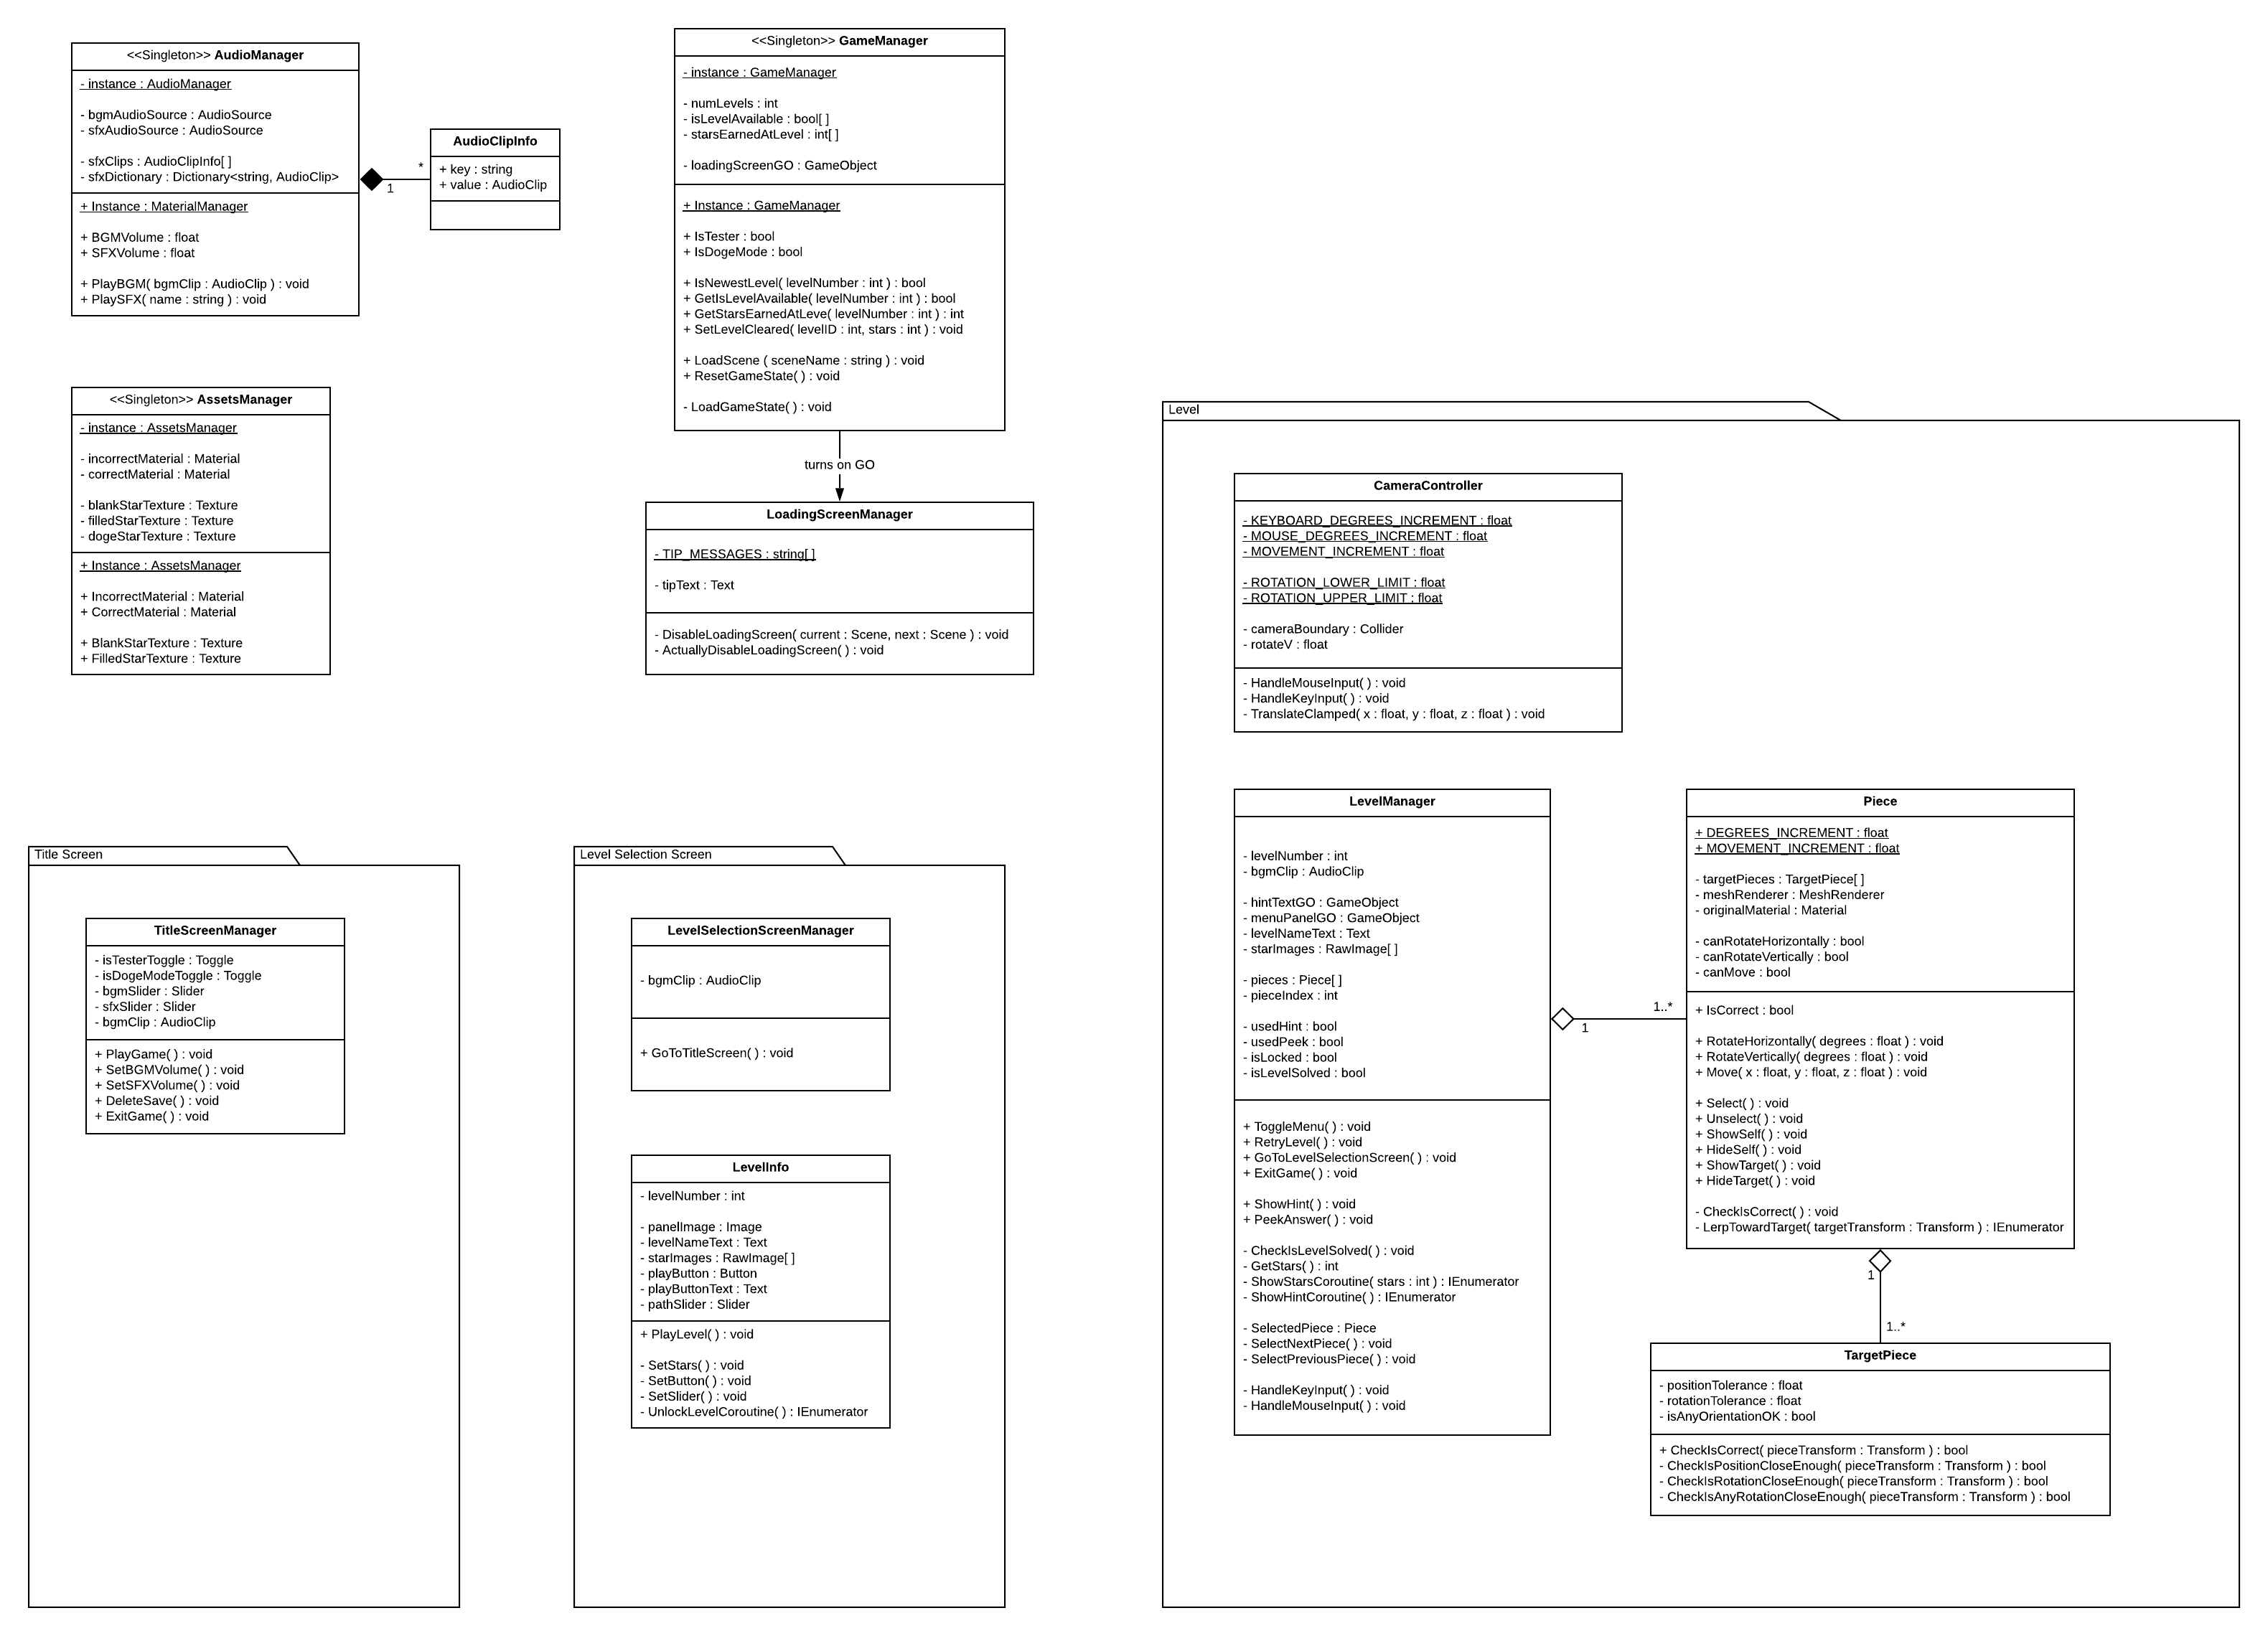 <<Singleton>> AudioManager
- instance : AudioManager
- bgmAudioSource : AudioSource
- sfxAudioSource : AudioSource
- sfxClips : AudioClipInfo[ ]
- sfxDictionary : Dictionary<string, AudioClip>
+ Instance : MaterialManager
+ BGMVolume : float
+ SFXVolume : float
+ PlayBGM( bgmClip : AudioClip ) : void
+ PlaySFX( name : string ) : void
*
1
AudioClipInfo
+ key : string
+ value : AudioClip
<<Singleton>> GameManager
- instance : GameManager
- numLevels : int
- isLevelAvailable : bool[ ]
- starsEarnedAtLevel : int[ ]
- loadingScreenGO : GameObject
+ Instance : GameManager
+ IsTester : bool
+ IsDogeMode : bool
+ IsNewestLevel( levelNumber : int ) : bool
+ GetIsLevelAvailable( levelNumber : int ) : bool
+ GetStarsEarnedAtLeve( levelNumber : int ) : int
+ SetLevelCleared( levelID : int, stars : int ) : void
+ LoadScene ( sceneName : string ) : void
+ ResetGameState( ) : void
- LoadGameState( ) : void
turns on GO
LoadingScreenManager
- TIP_MESSAGES : string[ ]
- tipText : Text
- DisableLoadingScreen( current : Scene, next : Scene ) : void
- ActuallyDisableLoadingScreen( ) : void
<<Singleton>> AssetsManager
- instance : AssetsManager
- incorrectMaterial : Material
- correctMaterial : Material
- blankStarTexture : Texture
- filledStarTexture : Texture
- dogeStarTexture : Texture
+ Instance : AssetsManager
+ IncorrectMaterial : Material
+ CorrectMaterial : Material
+ BlankStarTexture : Texture
+ FilledStarTexture : Texture
Title Screen
TitleScreenManager
- isTesterToggle : Toggle
- isDogeModeToggle : Toggle
- bgmSlider : Slider
- sfxSlider : Slider
- bgmClip : AudioClip
+ PlayGame( ) : void
+ SetBGMVolume( ) : void
+ SetSFXVolume( ) : void
+ DeleteSave( ) : void
+ ExitGame( ) : void
Level Selection Screen
LevelSelectionScreenManager
- bgmClip : AudioClip
+ GoToTitleScreen( ) : void
LevelInfo
- levelNumber : int
- panelImage : Image
- levelNameText : Text
- starImages : RawImage[ ]
- playButton : Button
- playButtonText : Text
- pathSlider : Slider
+ PlayLevel( ) : void
- SetStars( ) : void
- SetButton( ) : void
- SetSlider( ) : void
- UnlockLevelCoroutine( ) : IEnumerator
Level
CameraController
- KEYBOARD_DEGREES_INCREMENT : float
- MOUSE_DEGREES_INCREMENT : float
- MOVEMENT_INCREMENT : float
- ROTATION_LOWER_LIMIT : float
- ROTATION_UPPER_LIMIT : float
- cameraBoundary : Collider
- rotateV : float
- HandleMouseInput( ) : void
- HandleKeyInput( ) : void
- TranslateClamped( x : float, y : float, z : float ) : void
LevelManager
- levelNumber : int
- bgmClip : AudioClip
- hintTextGO : GameObject
- menuPanelGO : GameObject
- levelNameText : Text
- starImages : RawImage[ ]
- pieces : Piece[ ]
- pieceIndex : int
- usedHint : bool
- usedPeek : bool
- isLocked : bool
- isLevelSolved : bool
+ ToggleMenu( ) : void
+ RetryLevel( ) : void
+ GoToLevelSelectionScreen( ) : void
+ ExitGame( ) : void
+ ShowHint( ) : void
+ PeekAnswer( ) : void
- CheckIsLevelSolved( ) : void
- GetStars( ) : int
- ShowStarsCoroutine( stars : int ) : IEnumerator
- ShowHintCoroutine( ) : IEnumerator
- SelectedPiece : Piece
- SelectNextPiece( ) : void
- SelectPreviousPiece( ) : void
- HandleKeyInput( ) : void
- HandleMouseInput( ) : void
1..*
1
Piece
+ DEGREES_INCREMENT : float
+ MOVEMENT_INCREMENT : float
- targetPieces : TargetPiece[ ]
- meshRenderer : MeshRenderer
- originalMaterial : Material
- canRotateHorizontally : bool
- canRotateVertically : bool
- canMove : bool
+ IsCorrect : bool
+ RotateHorizontally( degrees : float ) : void
+ RotateVertically( degrees : float ) : void
+ Move( x : float, y : float, z : float ) : void
+ Select( ) : void
+ Unselect( ) : void
+ ShowSelf( ) : void
+ HideSelf( ) : void
+ ShowTarget( ) : void
+ HideTarget( ) : void
- CheckIsCorrect( ) : void
- LerpTowardTarget( targetTransform : Transform ) : IEnumerator
1
1..*
TargetPiece
- positionTolerance : float
- rotationTolerance : float
- isAnyOrientationOK : bool
+ CheckIsCorrect( pieceTransform : Transform ) : bool
- CheckIsPositionCloseEnough( pieceTransform : Transform ) : bool
- CheckIsRotationCloseEnough( pieceTransform : Transform ) : bool
- CheckIsAnyRotationCloseEnough( pieceTransform : Transform ) : bool